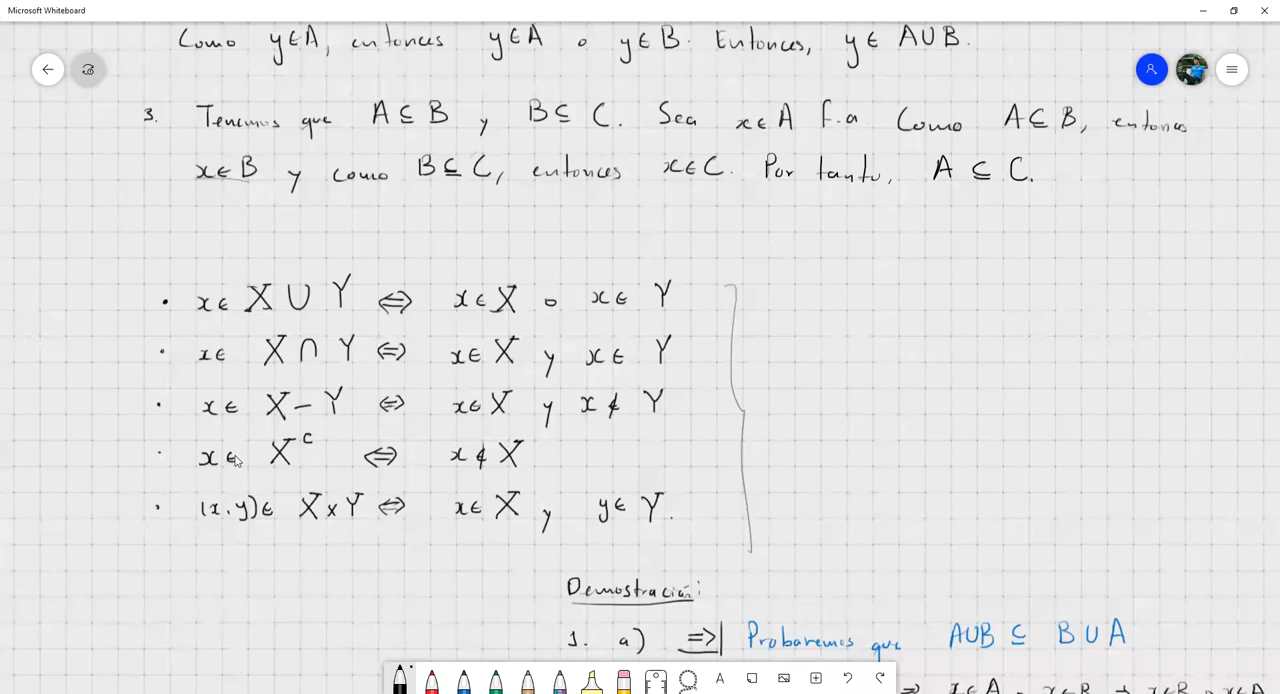 Microsoft Whiteboard
Como y∈A, entonces y∈A o y∈B. Entonces, y∈ A∪B.
3. Tenemos que A⊆B y B⊆C. Sea x∈A f.a Como A⊆B, entonces
x∈B y como B⊆C, entonces x∈C. Por tanto, A ⊆ C.
• x∈ X∪Y ⇔ x∈X o x∈ Y
• x∈ X∩Y ⇔ x∈X y x∈ Y
• x∈ X−Y ⇔ x∈X y x∉ Y
• x∈ Xᶜ ⇔ x∉X
• (x,y)∈ X×Y ⇔ x∈X y y∈Y.
Demostración:
1. a) ⇒| Probaremos que A∪B ⊆ B∪A